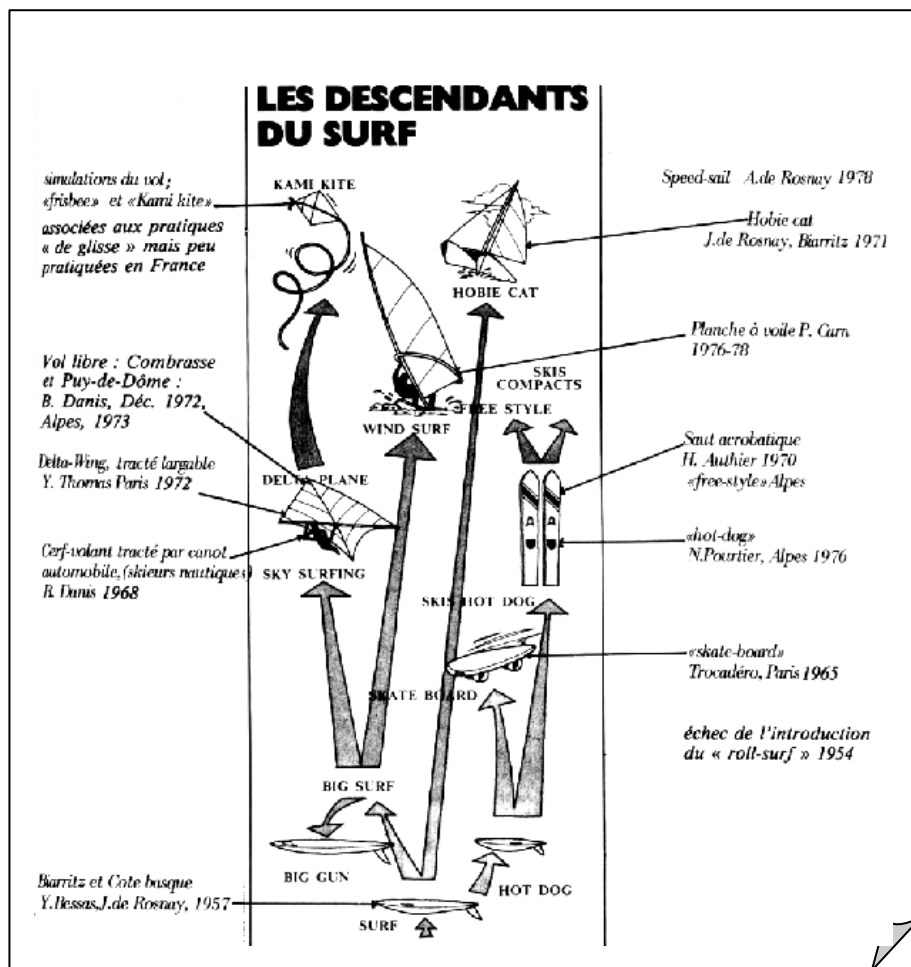 LES DESCENDANTS
DU SURF
simulations du vol;
«frisbee» et «Kami kite»
associées aux pratiques
« de glisse » mais peu
pratiquées en France
KAMI KITE
Speed-sail A.de Rosnay 1978
Hobie cat
J.de Rosnay, Biarritz 1971
HOBIE CAT
Planche à voile P. Carn
1976-78
SKIS
COMPACTS
FREE STYLE
WIND SURF
Vol libre : Combrasse
et Puy-de-Dôme :
B. Danis, Déc. 1972,
Alpes, 1973
Saut acrobatique
H. Authier 1970
«free-style» Alpes
Delta-Wing, tracté largable
Y. Thomas Paris 1972
DELTA PLANE
«hot-dog»
N.Pourtier, Alpes 1976
Cerf-volant tracté par canot
automobile,(skieurs nautiques)
B. Danis 1968
SKY SURFING
SKIS HOT DOG
«skate-board»
Trocadéro, Paris 1965
SKATE BOARD
échec de l'introduction
du « roll-surf » 1954
BIG SURF
BIG GUN
HOT DOG
Biarritz et Cote basque
Y.Bessas,J.de Rosnay, 1957
SURF